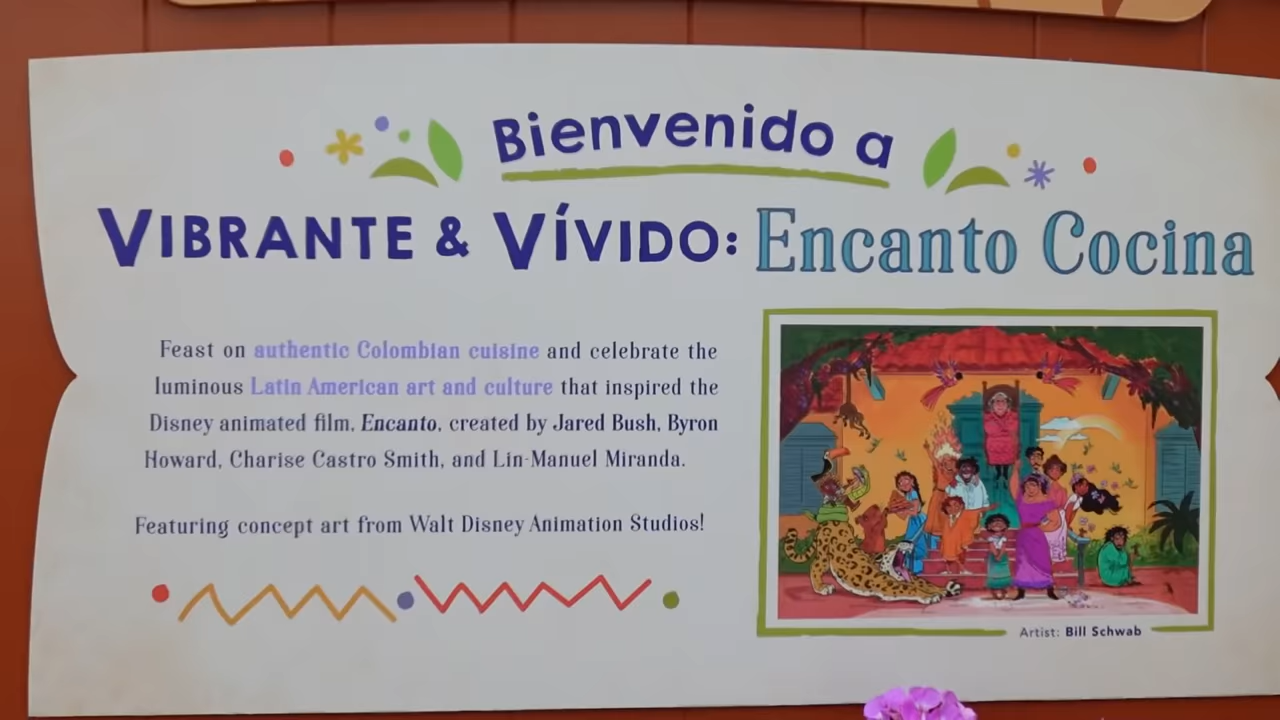 Bienvenido a
VIBRANTE & VÍVIDO: Encanto Cocina
Feast on authentic Colombian cuisine and celebrate the
luminous Latin American art and culture that inspired the
Disney animated film, Encanto, created by Jared Bush, Byron
Howard, Charise Castro Smith, and Lin-Manuel Miranda.
Featuring concept art from Walt Disney Animation Studios!
Artist: Bill Schwab